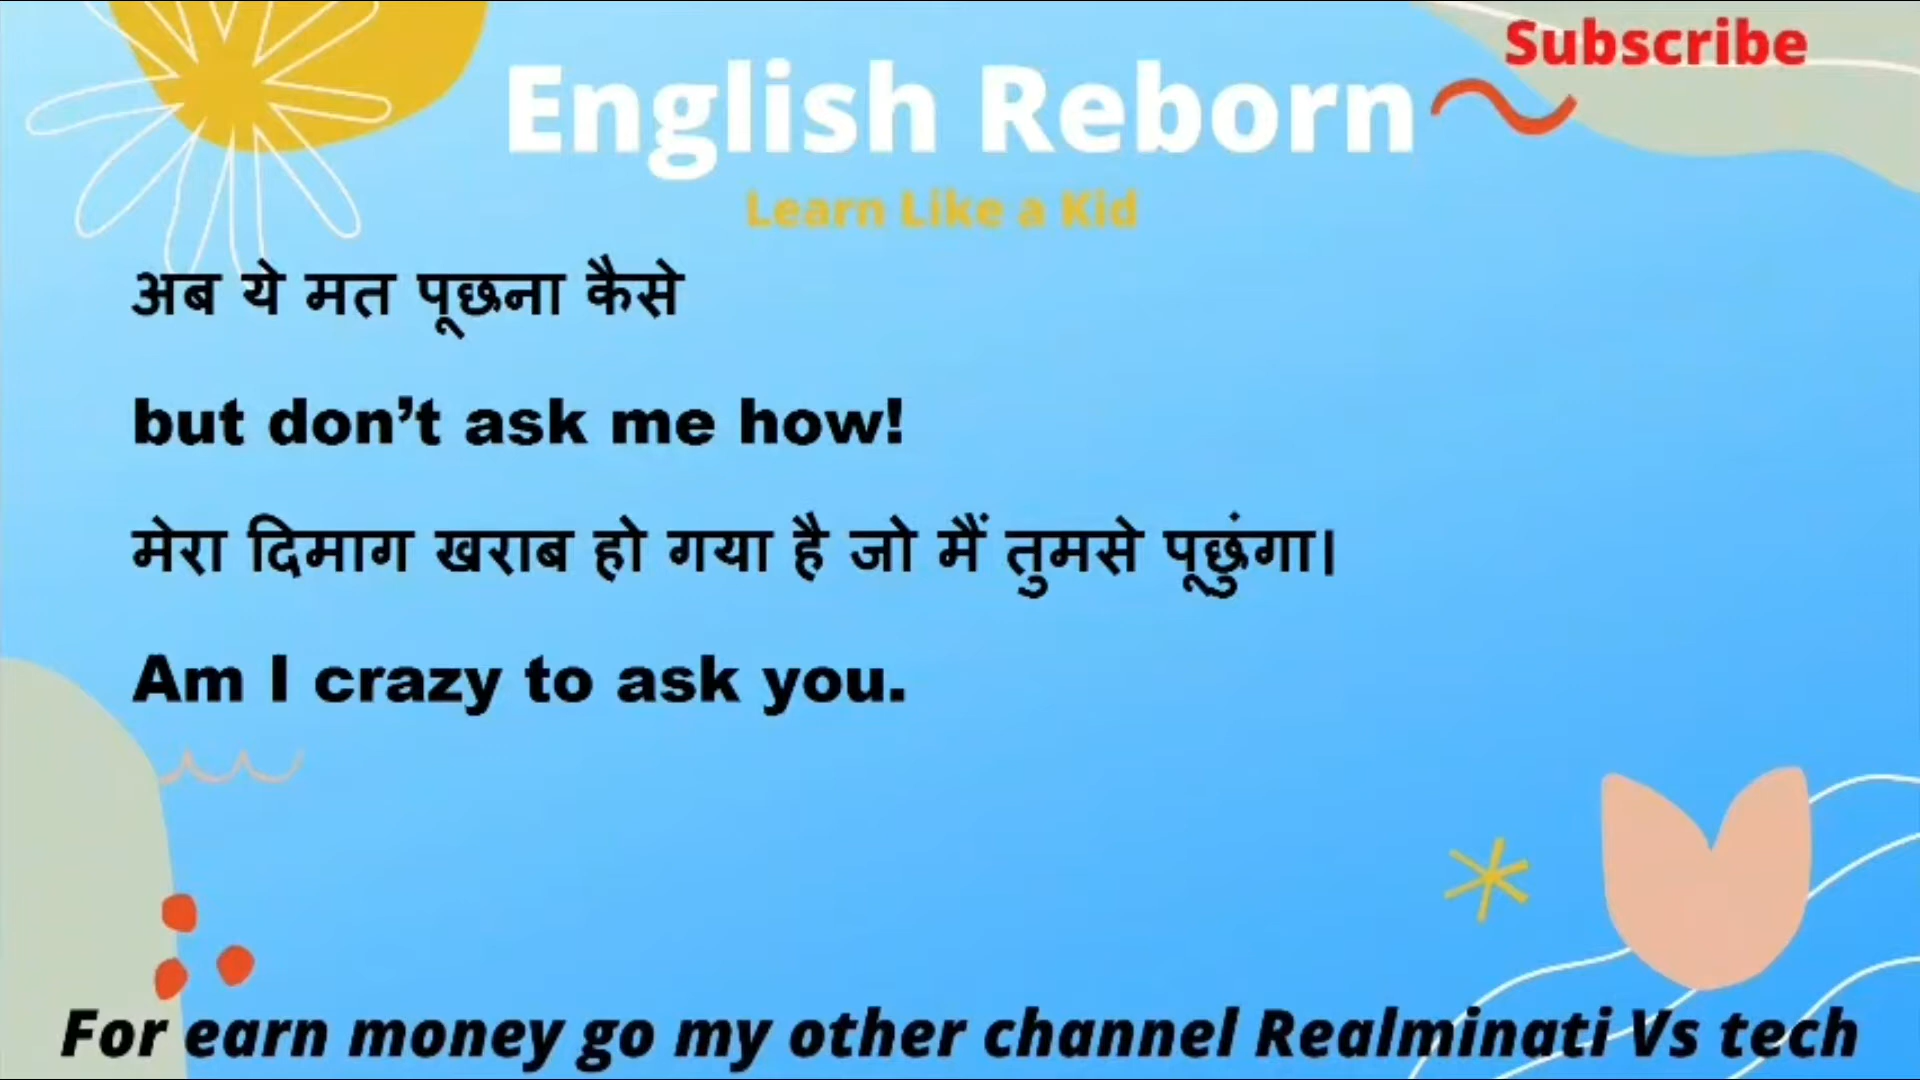 Subscribe
English Reborn
Learn Like a Kid
अब ये मत पूछना कैसे
but don’t ask me how!
मेरा दिमाग खराब हो गया है जो मैं तुमसे पूछुंगा।
Am I crazy to ask you.
For earn money go my other channel Realminati Vs tech